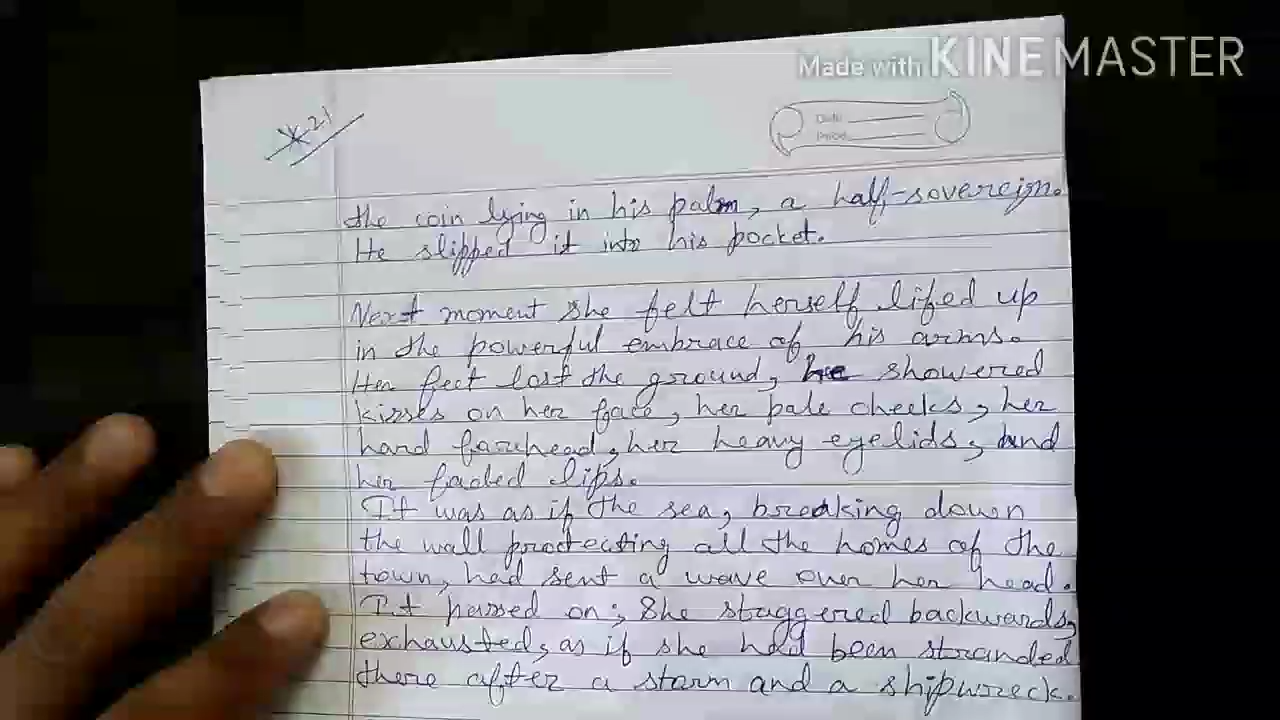 Made with KINEMASTER
*21
Date
Period
the coin lying in his palm, a half-sovereign.
He slipped it into his pocket.
Next moment she felt herself lifed up
in the powerful embrace of his arms.
Her feet lost the ground, he showered
kisses on her face, her pale cheeks, her
hard forehead, her heavy eyelids, and
her faded lips.
It was as if the sea, breaking down
the wall protecting all the homes of the
town, had sent a wave over her head.
It passed on; She staggered backwards,
exhausted, as if she had been stranded
there after a storm and a shipwreck.